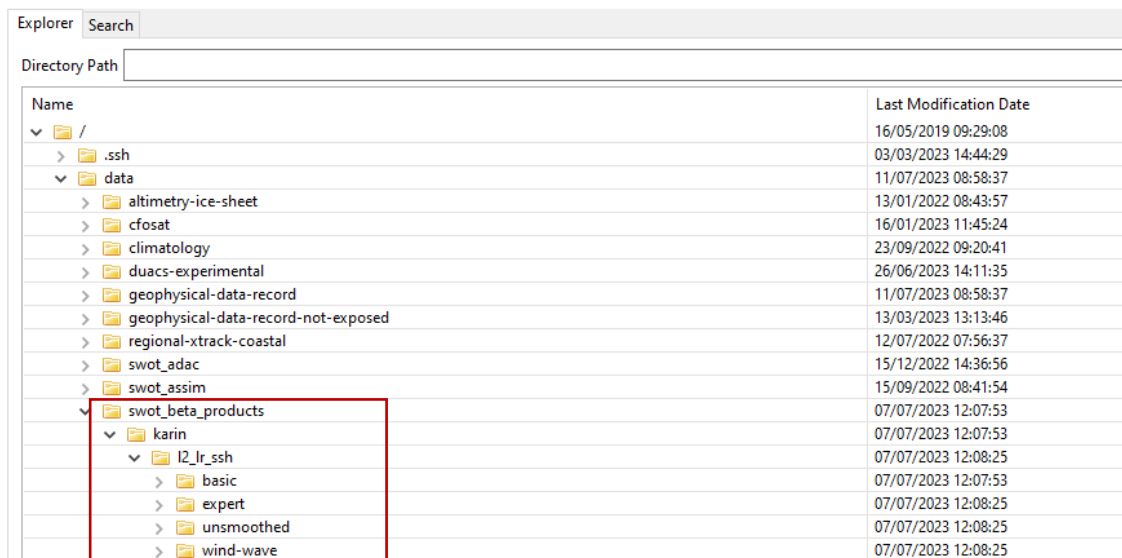 Explorer Search
Directory Path
Name Last Modification Date
/ 16/05/2019 09:29:08
.ssh 03/03/2023 14:44:29
data 11/07/2023 08:58:37
altimetry-ice-sheet 13/01/2022 08:43:57
cfosat 16/01/2023 11:45:24
climatology 23/09/2022 09:20:41
duacs-experimental 26/06/2023 14:11:35
geophysical-data-record 11/07/2023 08:58:37
geophysical-data-record-not-exposed 13/03/2023 13:13:46
regional-xtrack-coastal 12/07/2022 07:56:37
swot_adac 15/12/2022 14:36:56
swot_assim 15/09/2022 08:41:54
swot_beta_products 07/07/2023 12:07:53
karin 07/07/2023 12:07:53
l2_lr_ssh 07/07/2023 12:08:25
basic 07/07/2023 12:07:53
expert 07/07/2023 12:08:25
unsmoothed 07/07/2023 12:08:25
wind-wave 07/07/2023 12:08:25